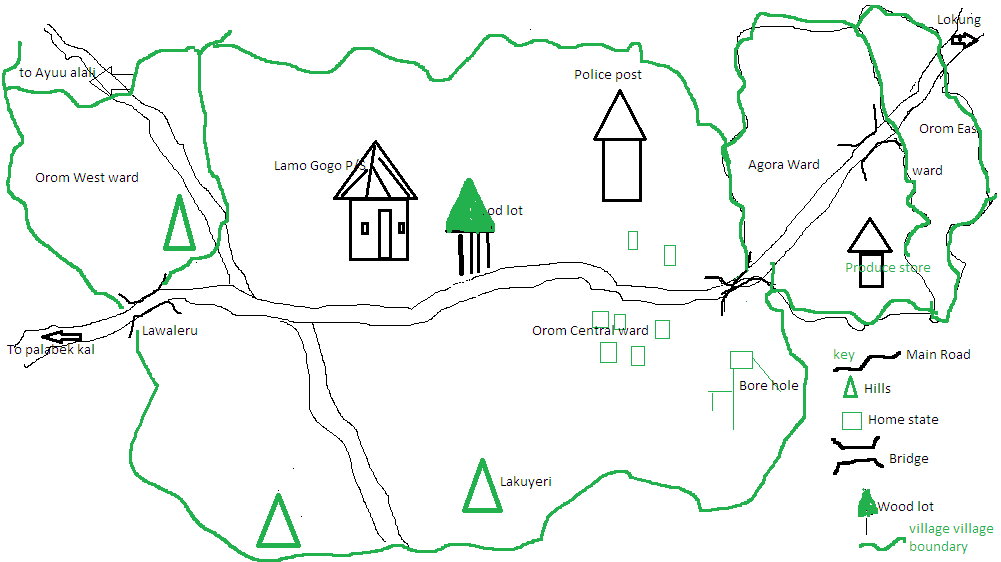 Lokung
to Ayuu alali
Police post
Orom Eas
Lamo Gogo P/S
Agora Ward
ward
Orom West ward
od lot
Produce store
Lawaleru
Orom Central ward
To palabek kal
key
Main Road
Bore hole
Hills
Home state
Bridge
Lakuyeri
Wood lot
village village
boundary